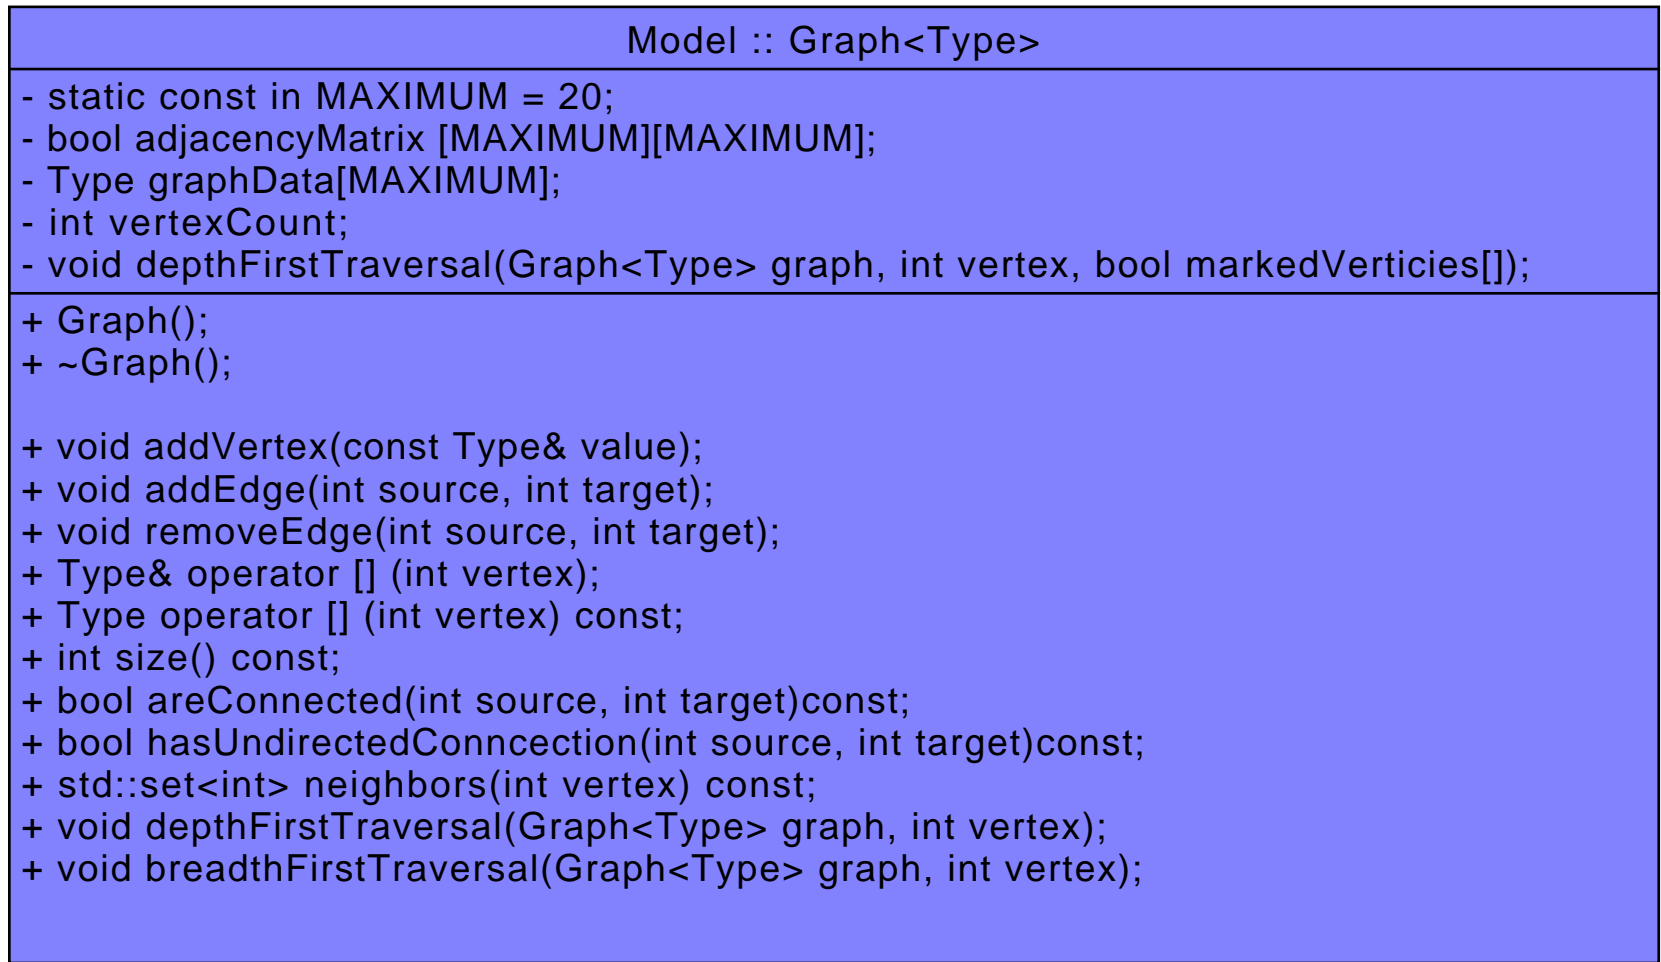 Model :: Graph<Type>
- static const in MAXIMUM = 20;
- bool adjacencyMatrix [MAXIMUM][MAXIMUM];
- Type graphData[MAXIMUM];
- int vertexCount;
- void depthFirstTraversal(Graph<Type> graph, int vertex, bool markedVerticies[]);
+ Graph();
+ ~Graph();
+ void addVertex(const Type& value);
+ void addEdge(int source, int target);
+ void removeEdge(int source, int target);
+ Type& operator [] (int vertex);
+ Type operator [] (int vertex) const;
+ int size() const;
+ bool areConnected(int source, int target)const;
+ bool hasUndirectedConncection(int source, int target)const;
+ std::set<int> neighbors(int vertex) const;
+ void depthFirstTraversal(Graph<Type> graph, int vertex);
+ void breadthFirstTraversal(Graph<Type> graph, int vertex);